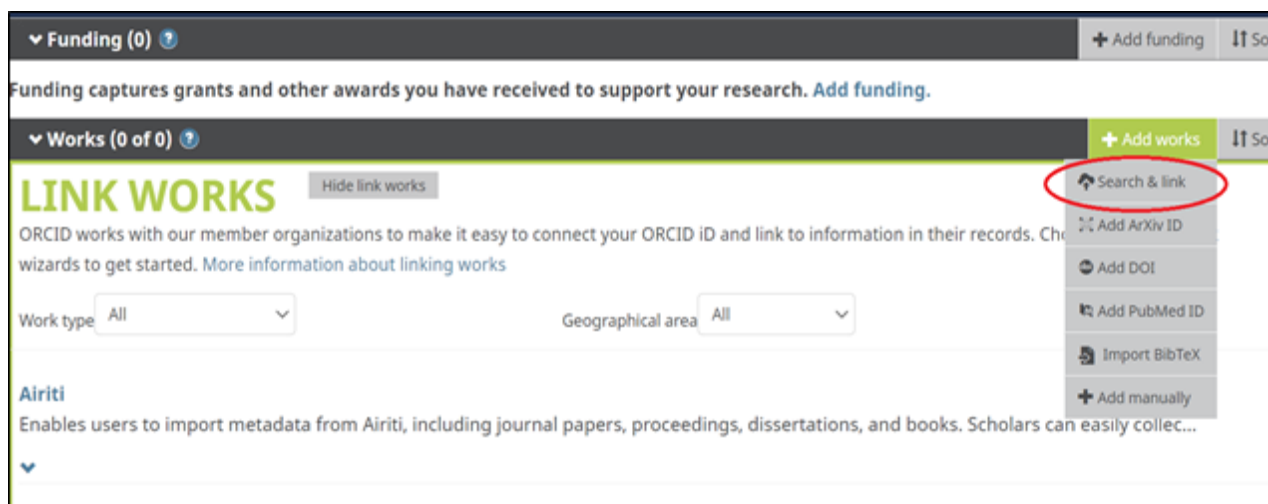 Funding (0) ?
+ Add funding
So
Funding captures grants and other awards you have received to support your research. Add funding.
Works (0 of 0) ?
+ Add works
So
LINK WORKS
Hide link works
Search & link
ORCID works with our member organizations to make it easy to connect your ORCID iD and link to information in their records.
Add ArXiv ID
wizards to get started. More information about linking works
Add DOI
Work type All
Geographical area All
Add PubMed ID
Import BibTeX
Airiti
+ Add manually
Enables users to import metadata from Airiti, including journal papers, proceedings, dissertations, and books. Scholars can easily collec...